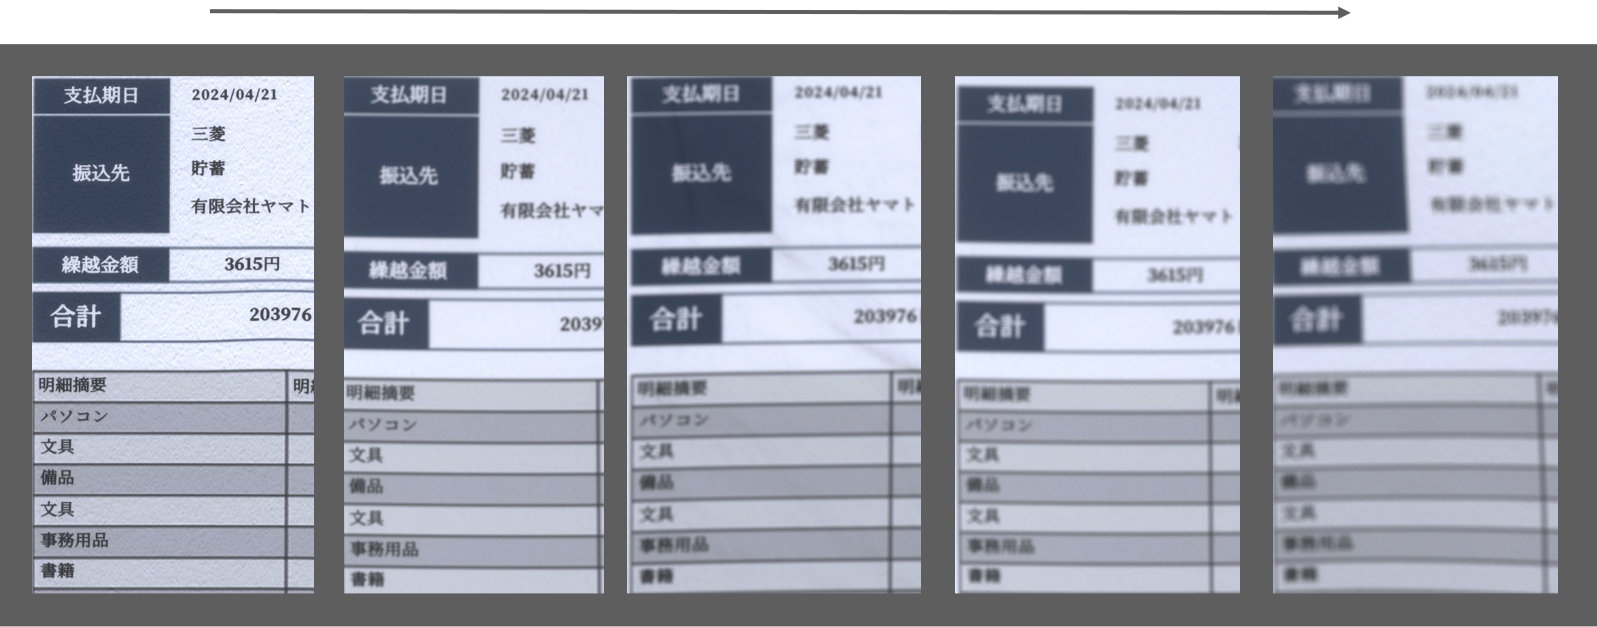 支払期日 2024/04/21
三菱
振込先
貯蓄
有限会社ヤマト
繰越金額 3615円
合計 203976
明細摘要 明
パソコン
文具
備品
文具
事務用品
書籍
支払期日 2024/04/21
三菱
振込先
貯蓄
有限会社ヤマ
繰越金額 3615円
合計 2039
明細摘要
パソコン
文具
備品
文具
事務用品
書籍
支払期日 2024/04/21
三菱
振込先
貯蓄
有限会社ヤマト
繰越金額 3615円
合計 203976
明細摘要 明
パソコン
文具
備品
文具
事務用品
書籍
支払期日 2024/04/21
三菱
振込先
貯蓄
有限会社ヤマト
繰越金額 3615円
合計 203976
明細摘要 明
パソコン
文具
備品
文具
事務用品
書籍
支払期日
三菱
振込先
貯蓄
有限会社ヤマト
繰越金額
合計
明細摘要
パソコン
文具
備品
文具
事務用品
書籍